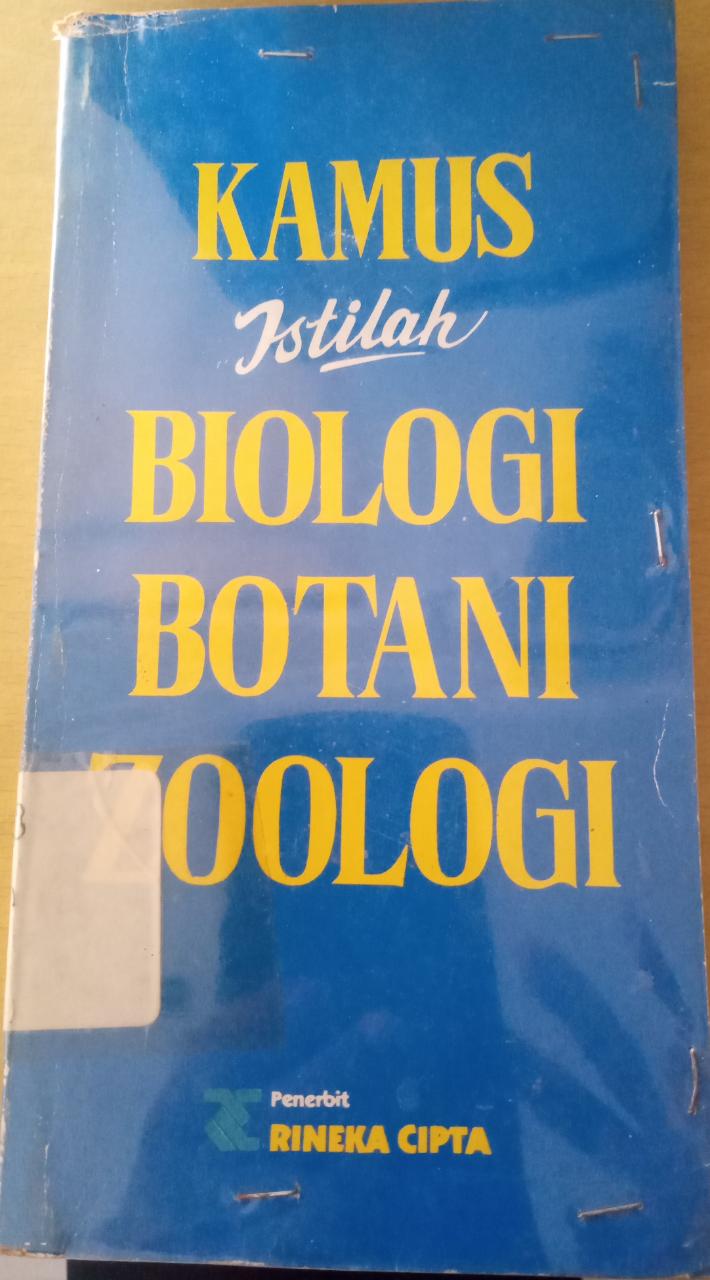 KAMUS
Istilah
BIOLOGI
BOTANI
ZOOLOGI
Penerbit
RINEKA CIPTA